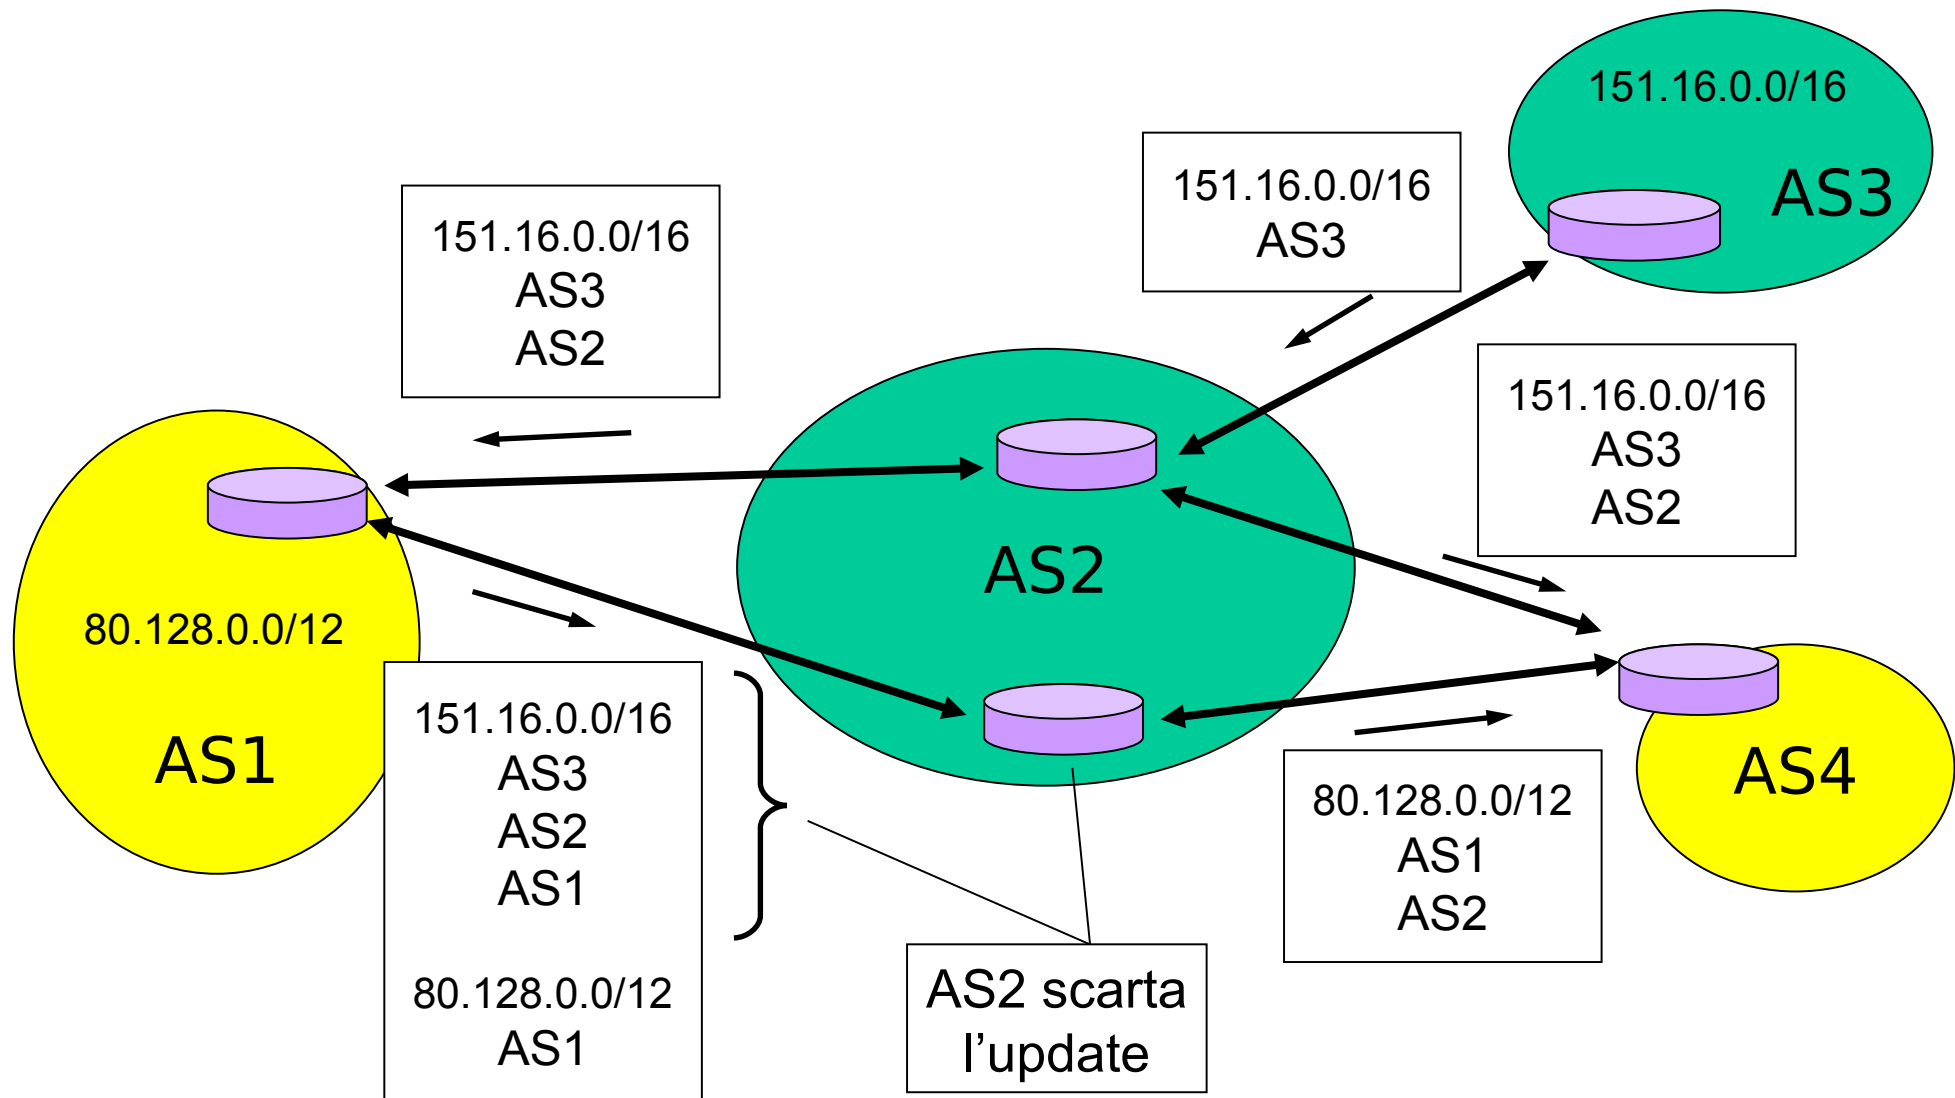 151.16.0.0/16
AS3
151.16.0.0/16
AS3
151.16.0.0/16
AS3
AS2
151.16.0.0/16
AS3
AS2
AS2
80.128.0.0/12
AS1
151.16.0.0/16
AS3
AS2
AS1
80.128.0.0/12
AS1
AS4
80.128.0.0/12
AS1
AS2
AS2 scarta
l’update